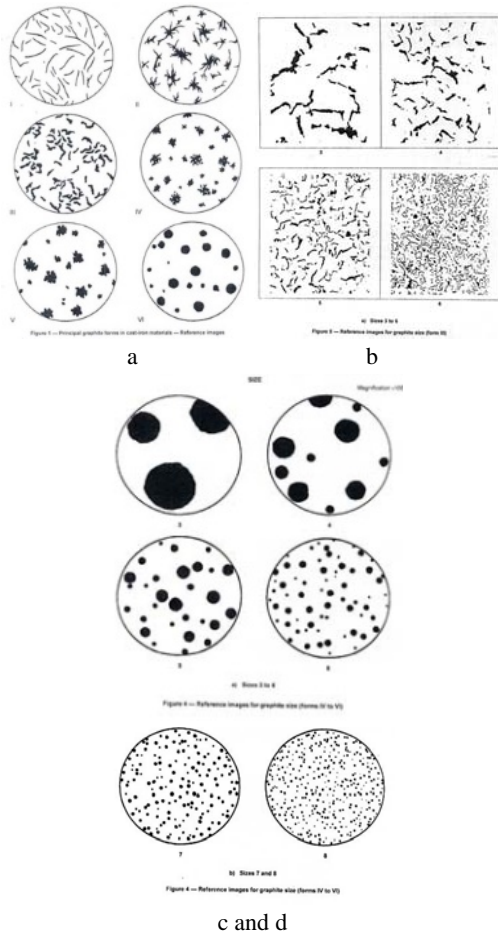 I
II
III
IV
V
VI
Figure 1 — Principal graphite forms in cast-iron materials — Reference images
a
3
4
5
6
a) Sizes 3 to 6
Figure 3 — Reference images for graphite size (form III)
b
SIZE
Magnification
3
4
5
6
a) Sizes 3 to 6
Figure 4 — Reference images for graphite size (forms IV to VI)
7
8
b) Sizes 7 and 8
Figure 4 — Reference images for graphite size (forms IV to VI)
c and d